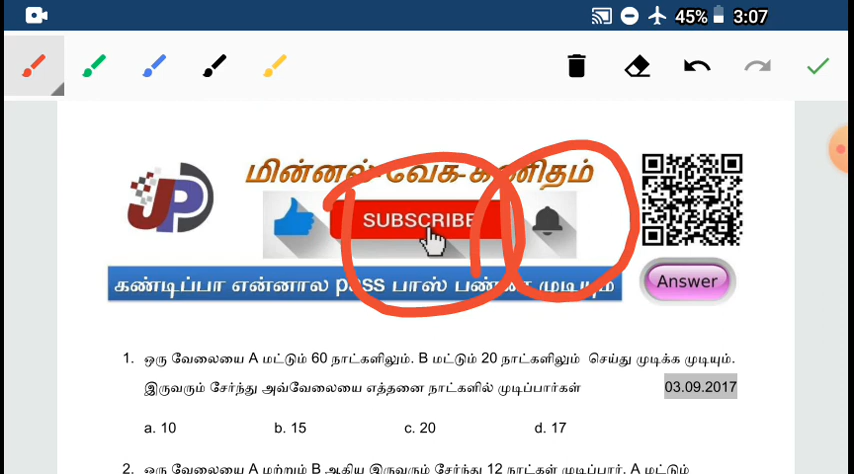 45% 3:07
மின்னல்-வேக-கணிதம்
JP
SUBSCRIBE
கண்டிப்பா என்னால pass பாஸ் பண்ண முடியும்
Answer
1. ஒரு வேலையை A மட்டும் 60 நாட்களிலும். B மட்டும் 20 நாட்களிலும் செய்து முடிக்க முடியும்.
இருவரும் சேர்ந்து அவ்வேலையை எத்தனை நாட்களில் முடிப்பார்கள் 03.09.2017
a. 10 b. 15 c. 20 d. 17
2. ஒரு வேலையை A மற்றும் B ஆகிய இருவரும் சேர்ந்து 12 நாட்கள் முடிப்பார். A மட்டும்